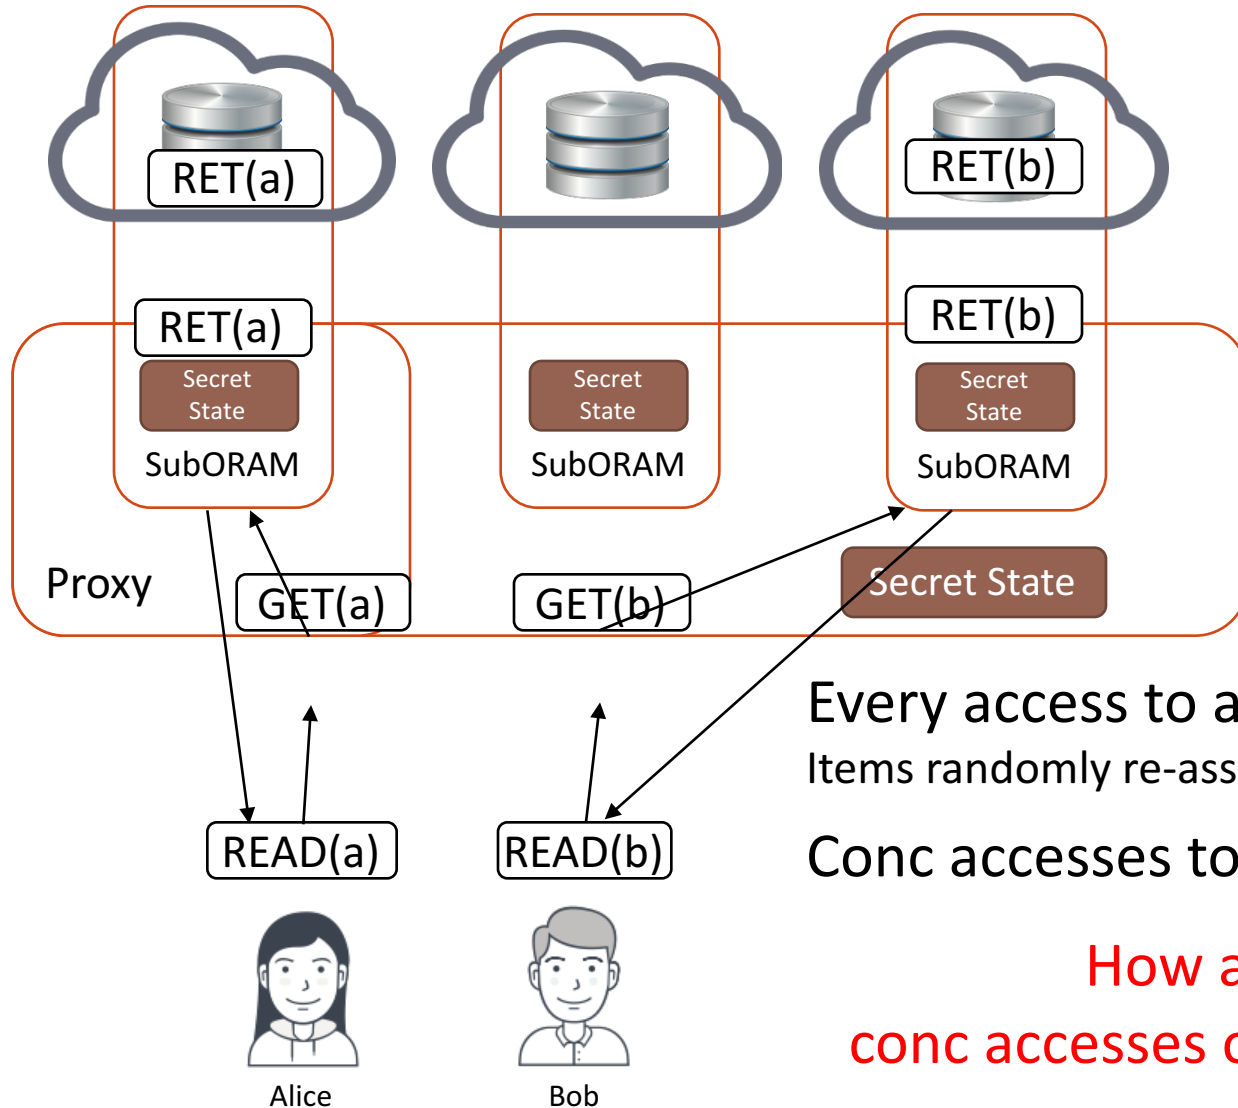 RET(a)
RET(b)
RET(a)
RET(b)
Secret
State
Secret
State
Secret
State
SubORAM
SubORAM
SubORAM
Proxy
GET(a)
GET(b)
Secret State
Every access to a
Items randomly re-ass
READ(a)
READ(b)
Conc accesses to
How a
conc accesses o
Alice
Bob